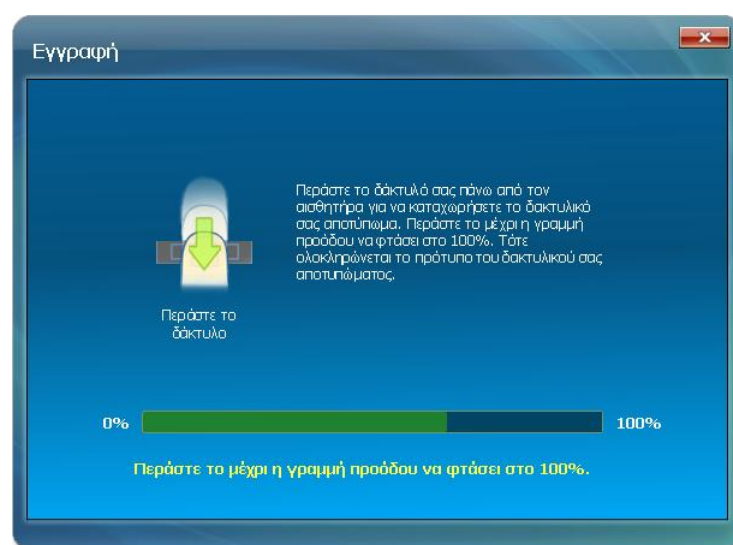 Εγγραφή
Περάστε το δάκτυλό σας πάνω από τον
αισθητήρα για να καταχωρήσετε το δακτυλικό
σας αποτύπωμα. Περάστε το μέχρι η γραμμή
προόδου να φτάσει στο 100%. Τότε
ολοκληρώνεται το πρότυπο του δακτυλικού σας
αποτυπώματος.
Περάστε το
δάκτυλο
0% 100%
Περάστε το μέχρι η γραμμή προόδου να φτάσει στο 100%.